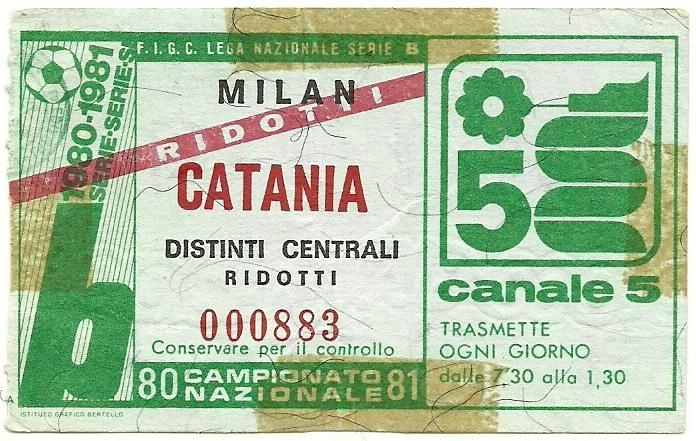 F.I.G.C. LEGA NAZIONALE SERIE B
1980-1981
SERIE·SERIE·S
MILAN
RIDOTTI
CATANIA
DISTINTI CENTRALI
RIDOTTI
000883
Conservare per il controllo
b
80 CAMPIONATO NAZIONALE 81
ISTITUTO GRAFICO BERTELLO
5
canale 5
TRASMETTE
OGNI GIORNO
dalle 7,30 alla 1,30